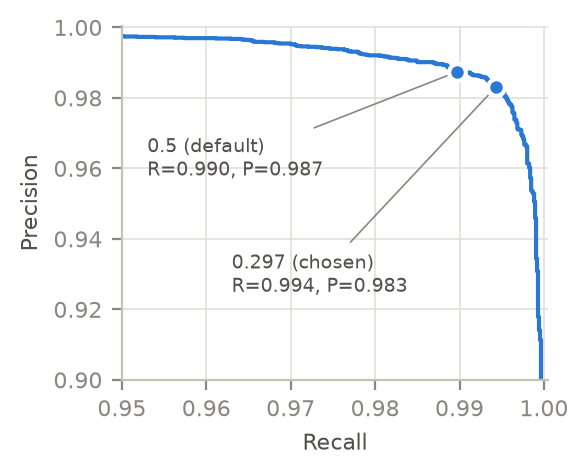 1.00
0.98
0.96
0.94
0.92
0.90
Precision
0.5 (default)
R=0.990, P=0.987
0.297 (chosen)
R=0.994, P=0.983
0.95 0.96 0.97 0.98 0.99 1.00
Recall